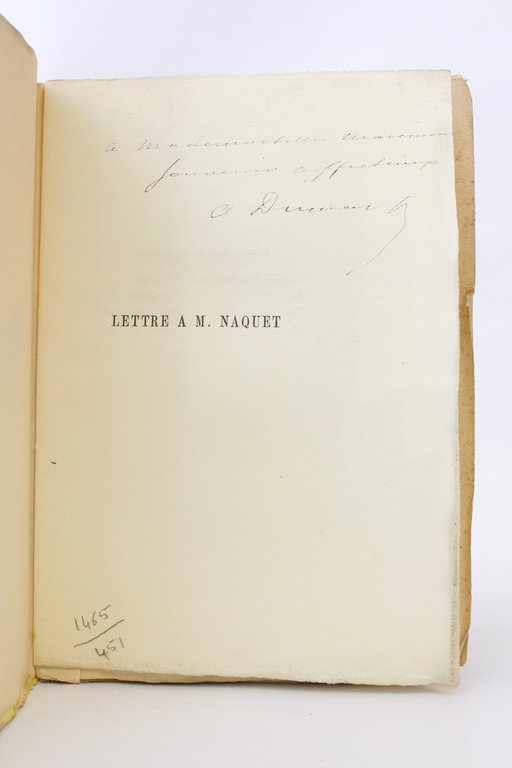 a Mademoiselle
souvenir affectueux
A Dumas
LETTRE A M. NAQUET
1465
451